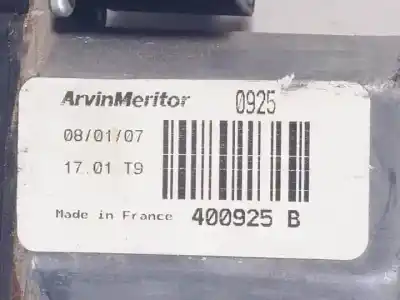 ArvinMeritor 0925
08/01/07
17.01 T9
Made in France 400925 B